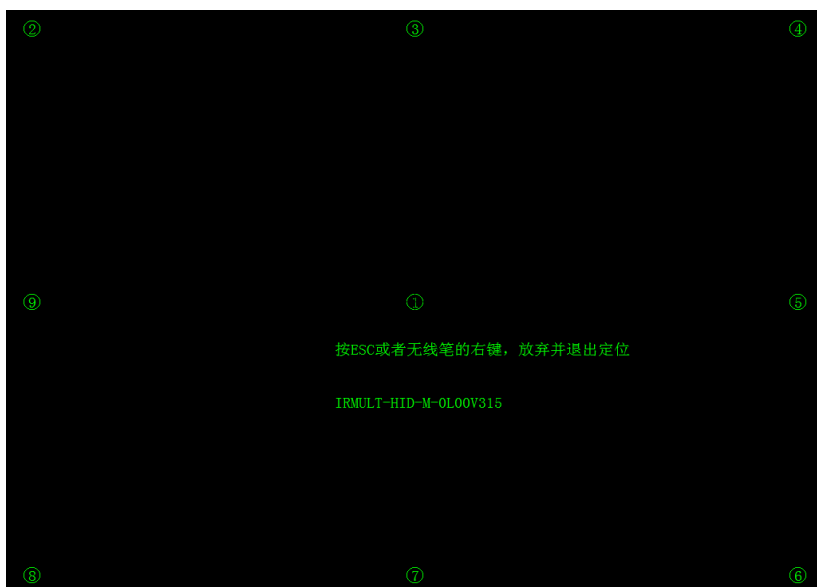 ② ③ ④
⑨ ① ⑤
按ESC或者无线笔的右键，放弃并退出定位
IRMULT-HID-M-0L00V315
⑧ ⑦ ⑥